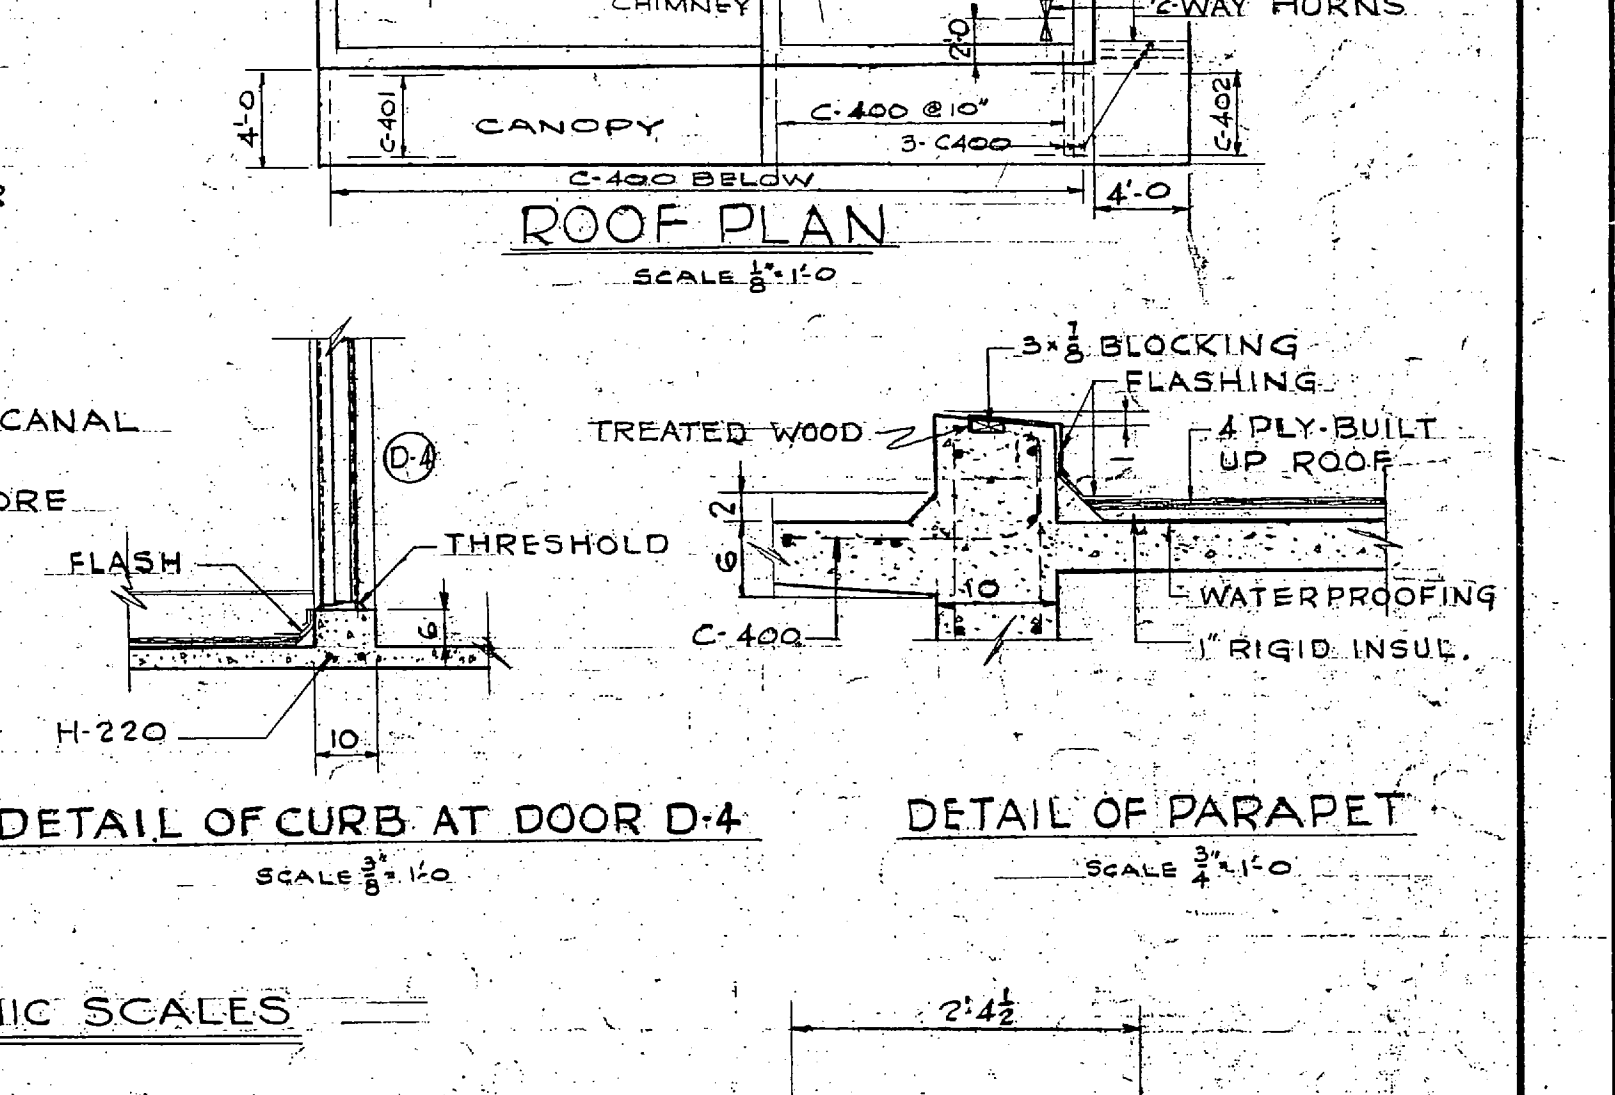 CHIMNEY
2-WAY HORNS
2'-0
4'-0
C-401
CANOPY
C-400 @ 10"
3-C400
C-402
C-400 BELOW
4'-0
ROOF PLAN
SCALE 1/8" = 1'-0
CANAL
ORE
D-4
FLASH
THRESHOLD
6
H-220
10
DETAIL OF CURB AT DOOR D-4
SCALE 3/8" = 1'-0
3 x 7/8 BLOCKING
FLASHING
TREATED WOOD
4 PLY-BUILT
UP ROOF
1
2
6
10
C-400
WATERPROOFING
1" RIGID INSUL.
DETAIL OF PARAPET
SCALE 3/4" = 1'-0
IC SCALES
2'-4 1/2